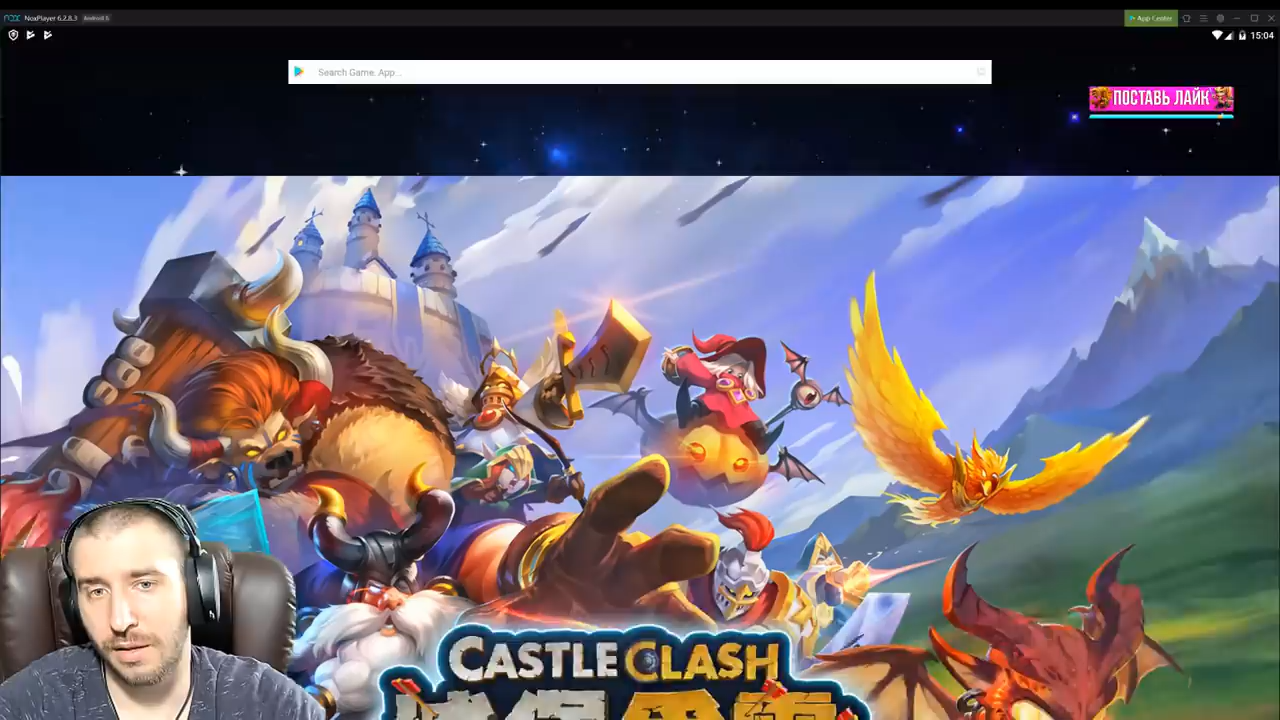 NoxPlayer 6.2.8.3 Android 5
App Center
15:04
Search Game. App...
ПОСТАВЬ ЛАЙК
CASTLE CLASH